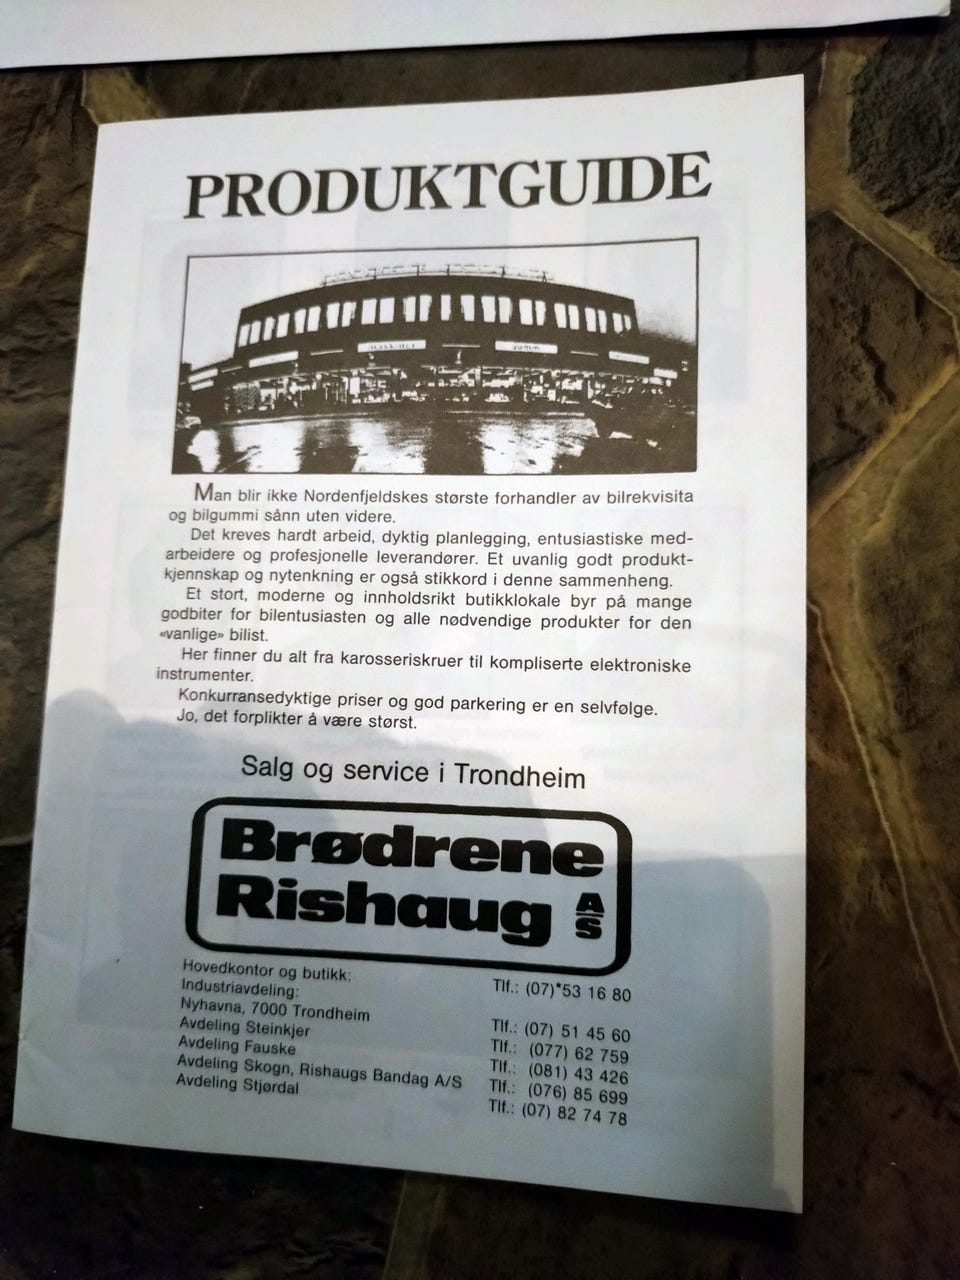 PRODUKTGUIDE
Man blir ikke Nordenfjeldskes største forhandler av bilrekvisita
og bilgummi sånn uten videre.
Det kreves hardt arbeid, dyktig planlegging, entusiastiske med-
arbeidere og profesjonelle leverandører. Et uvanlig godt produkt-
kjennskap og nytenkning er også stikkord i denne sammenheng.
Et stort, moderne og innholdsrikt butikklokale byr på mange
godbiter for bilentusiasten og alle nødvendige produkter for den
«vanlige» bilist.
Her finner du alt fra karosseriskruer til kompliserte elektroniske
instrumenter.
Konkurransedyktige priser og god parkering er en selvfølge.
Jo, det forplikter å være størst.
Salg og service i Trondheim
Brødrene
Rishaug A/S
Hovedkontor og butikk: Tlf.: (07)*53 16 80
Industriavdeling:
Nyhavna, 7000 Trondheim Tlf.: (07) 51 45 60
Avdeling Steinkjer Tlf.: (077) 62 759
Avdeling Fauske Tlf.: (081) 43 426
Avdeling Skogn, Rishaugs Bandag A/S Tlf.: (076) 85 699
Avdeling Stjørdal Tlf.: (07) 82 74 78